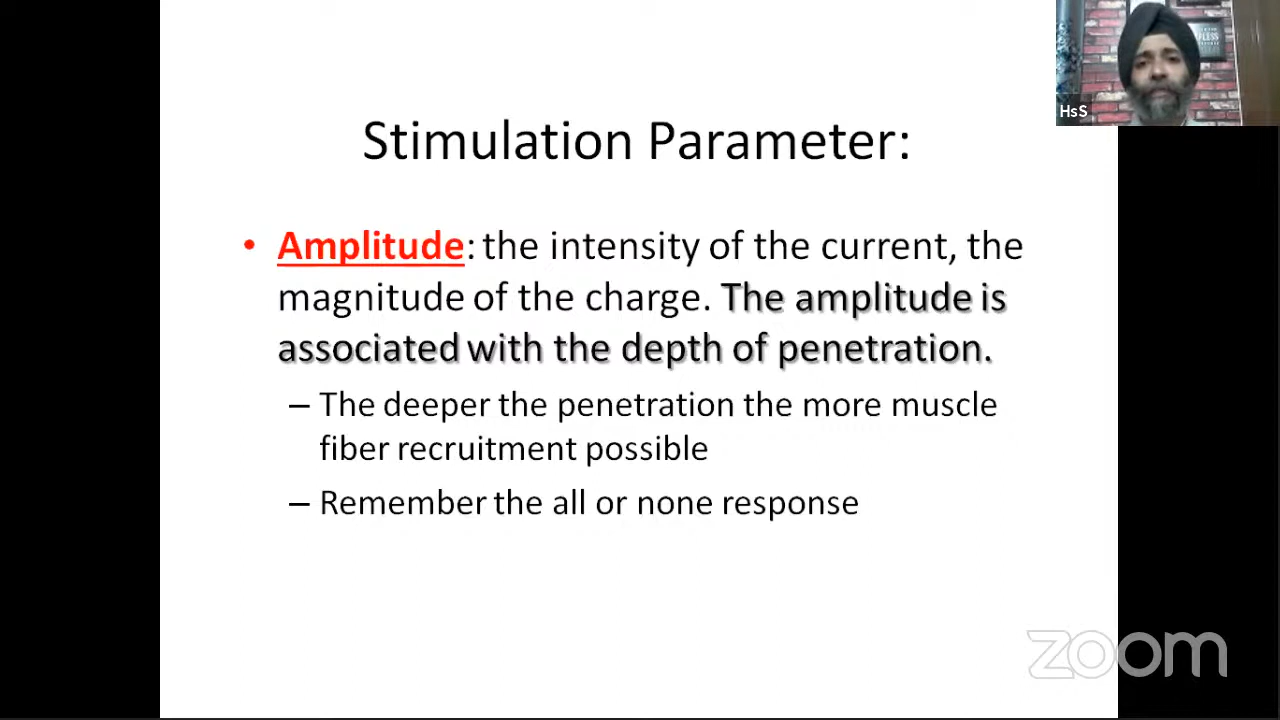 LESS
HsS
Stimulation Parameter:
• Amplitude: the intensity of the current, the
magnitude of the charge. The amplitude is
associated with the depth of penetration.
– The deeper the penetration the more muscle
fiber recruitment possible
– Remember the all or none response
zoom